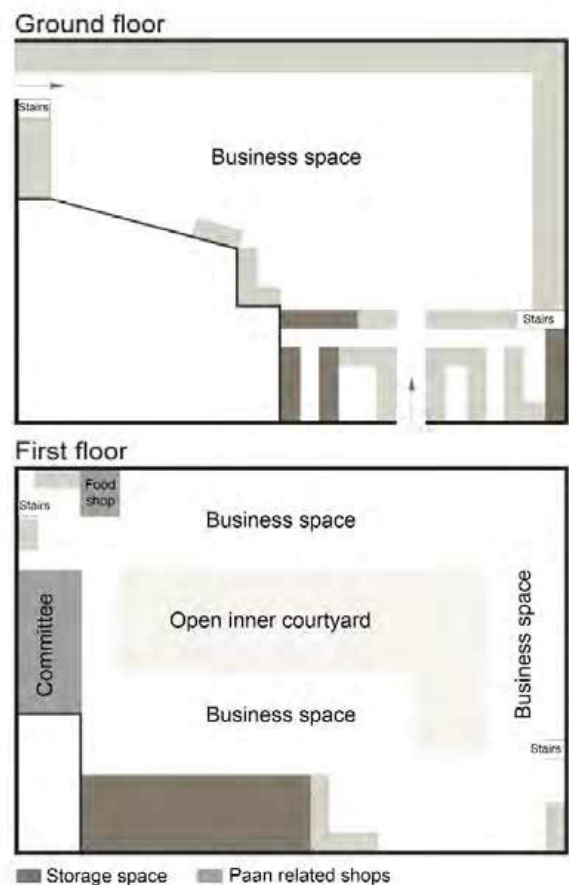 Ground floor
Stairs
Business space
Stairs
First floor
Food
shop
Stairs
Business space
Open inner courtyard
Committee
Business space
Business space
Stairs
Storage space
Paan related shops